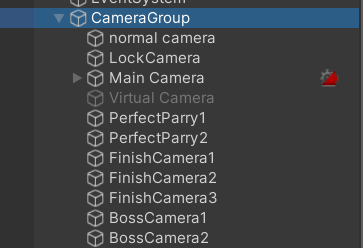 EventSystem
CameraGroup
normal camera
LockCamera
Main Camera
Virtual Camera
PerfectParry1
PerfectParry2
FinishCamera1
FinishCamera2
FinishCamera3
BossCamera1
BossCamera2